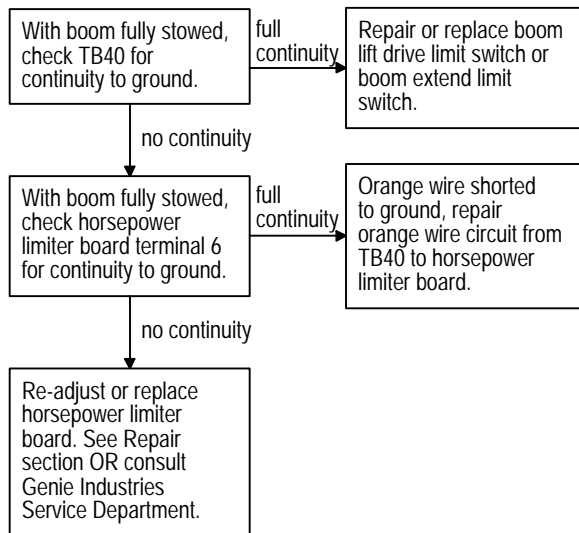 With boom fully stowed,
check TB40 for
continuity to ground.
full
continuity
Repair or replace boom
lift drive limit switch or
boom extend limit
switch.
no continuity
With boom fully stowed,
check horsepower
limiter board terminal 6
for continuity to ground.
full
continuity
Orange wire shorted
to ground, repair
orange wire circuit from
TB40 to horsepower
limiter board.
no continuity
Re-adjust or replace
horsepower limiter
board. See Repair
section OR consult
Genie Industries
Service Department.